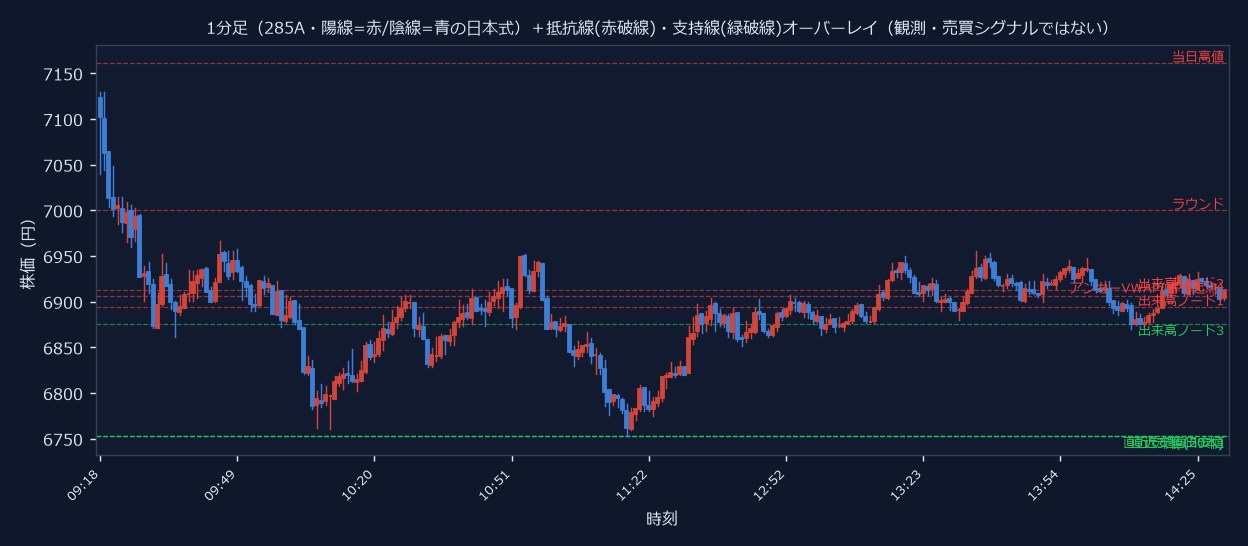 1分足（285A・陽線=赤/陰線=青の日本式）＋抵抗線(赤破線)・支持線(緑破線)オーバーレイ（観測・売買シグナルではない）
株価（円）
7150
7100
7050
7000
6950
6900
6850
6800
6750
当日高値
ラウンド
出来高ノード1
出来高ノード3
09:18
09:49
10:20
10:51
11:22
12:52
13:23
13:54
14:25
時刻